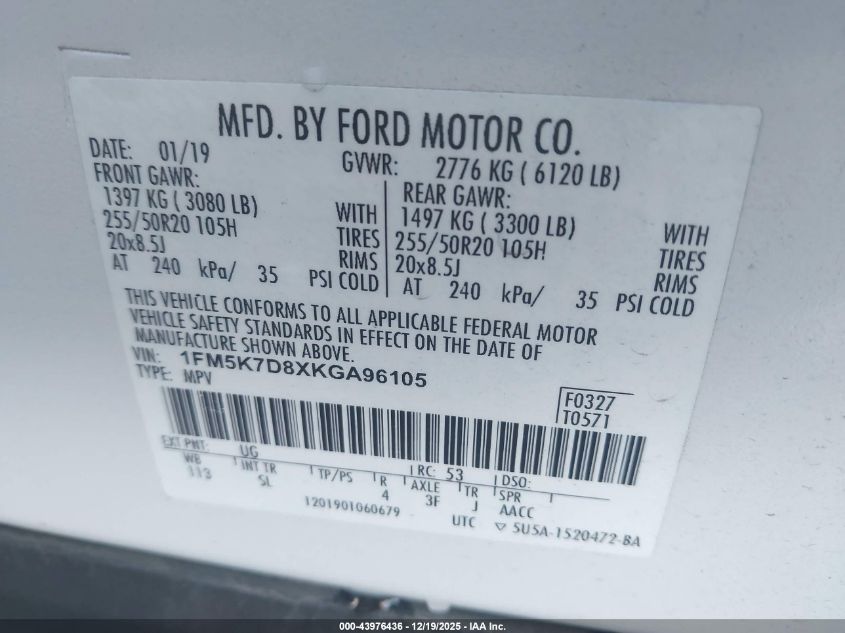 MFD. BY FORD MOTOR CO.
DATE: 01/19 GVWR: 2776 KG ( 6120 LB)
FRONT GAWR: REAR GAWR:
1397 KG ( 3080 LB) WITH 1497 KG ( 3300 LB) WITH
255/50R20 105H TIRES 255/50R20 105H TIRES
20x8.5J RIMS 20x8.5J RIMS
AT 240 kPa/ 35 PSI COLD AT 240 kPa/ 35 PSI COLD
THIS VEHICLE CONFORMS TO ALL APPLICABLE FEDERAL MOTOR
VEHICLE SAFETY STANDARDS IN EFFECT ON THE DATE OF
MANUFACTURE SHOWN ABOVE.
VIN: 1FM5K7D8XKGA96105
TYPE: MPV
F0327
T0571
EXT PNT: UG RC: 53 DSO:
WB INT TR TP/PS R AXLE TR SPR
113 SL 4 3F J AACC
1201901060679 UTC ▽ 5U5A-1520472-BA
000-43976436 - 12/19/2025 - IAA Inc.